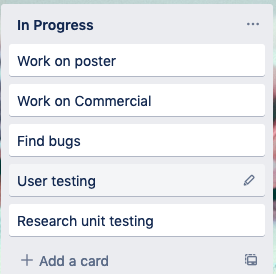 In Progress
Work on poster
Work on Commercial
Find bugs
User testing
Research unit testing
Add a card